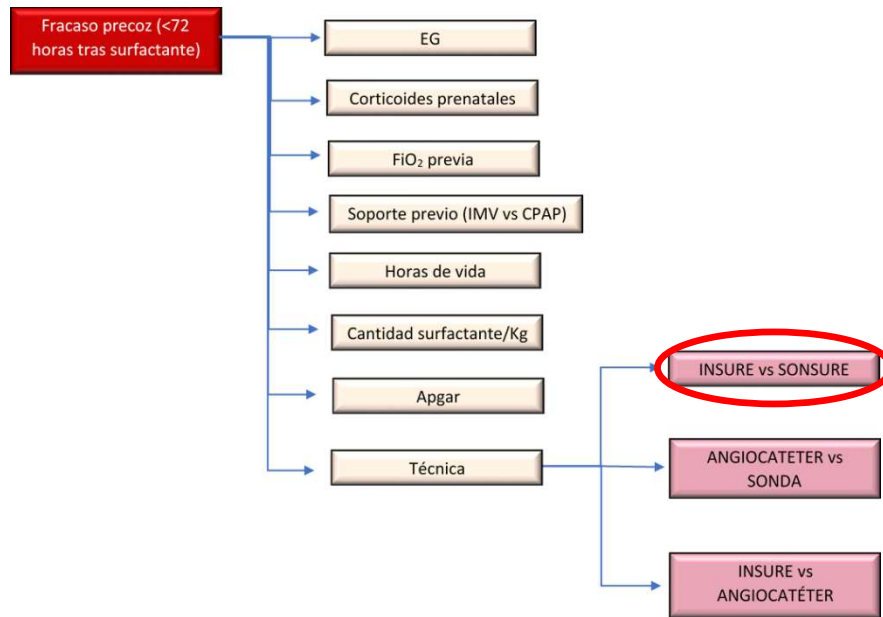 Fracaso precoz (<72
horas tras surfactante)
EG
Corticoides prenatales
FiO₂ previa
Soporte previo (IMV vs CPAP)
Horas de vida
Cantidad surfactante/Kg
Apgar
Técnica
INSURE vs SONSURE
ANGIOCATETER vs
SONDA
INSURE vs
ANGIOCATÉTER